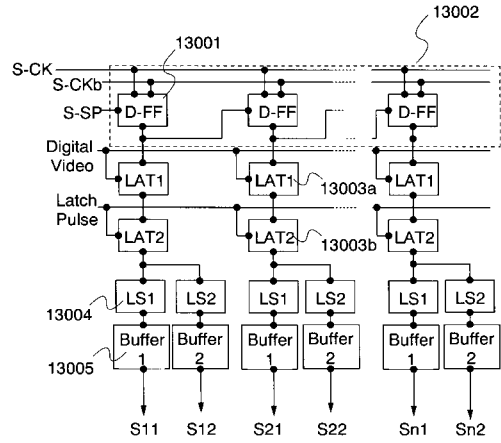 13001
13002
S-CK
S-CKb
S-SP
D-FF
D-FF
D-FF
Digital
Video
LAT1
LAT1
LAT1
13003a
Latch
Pulse
LAT2
LAT2
LAT2
13003b
13004
LS1
LS2
LS1
LS2
LS1
LS2
13005
Buffer
1
Buffer
2
Buffer
1
Buffer
2
Buffer
1
Buffer
2
S11
S12
S21
S22
Sn1
Sn2